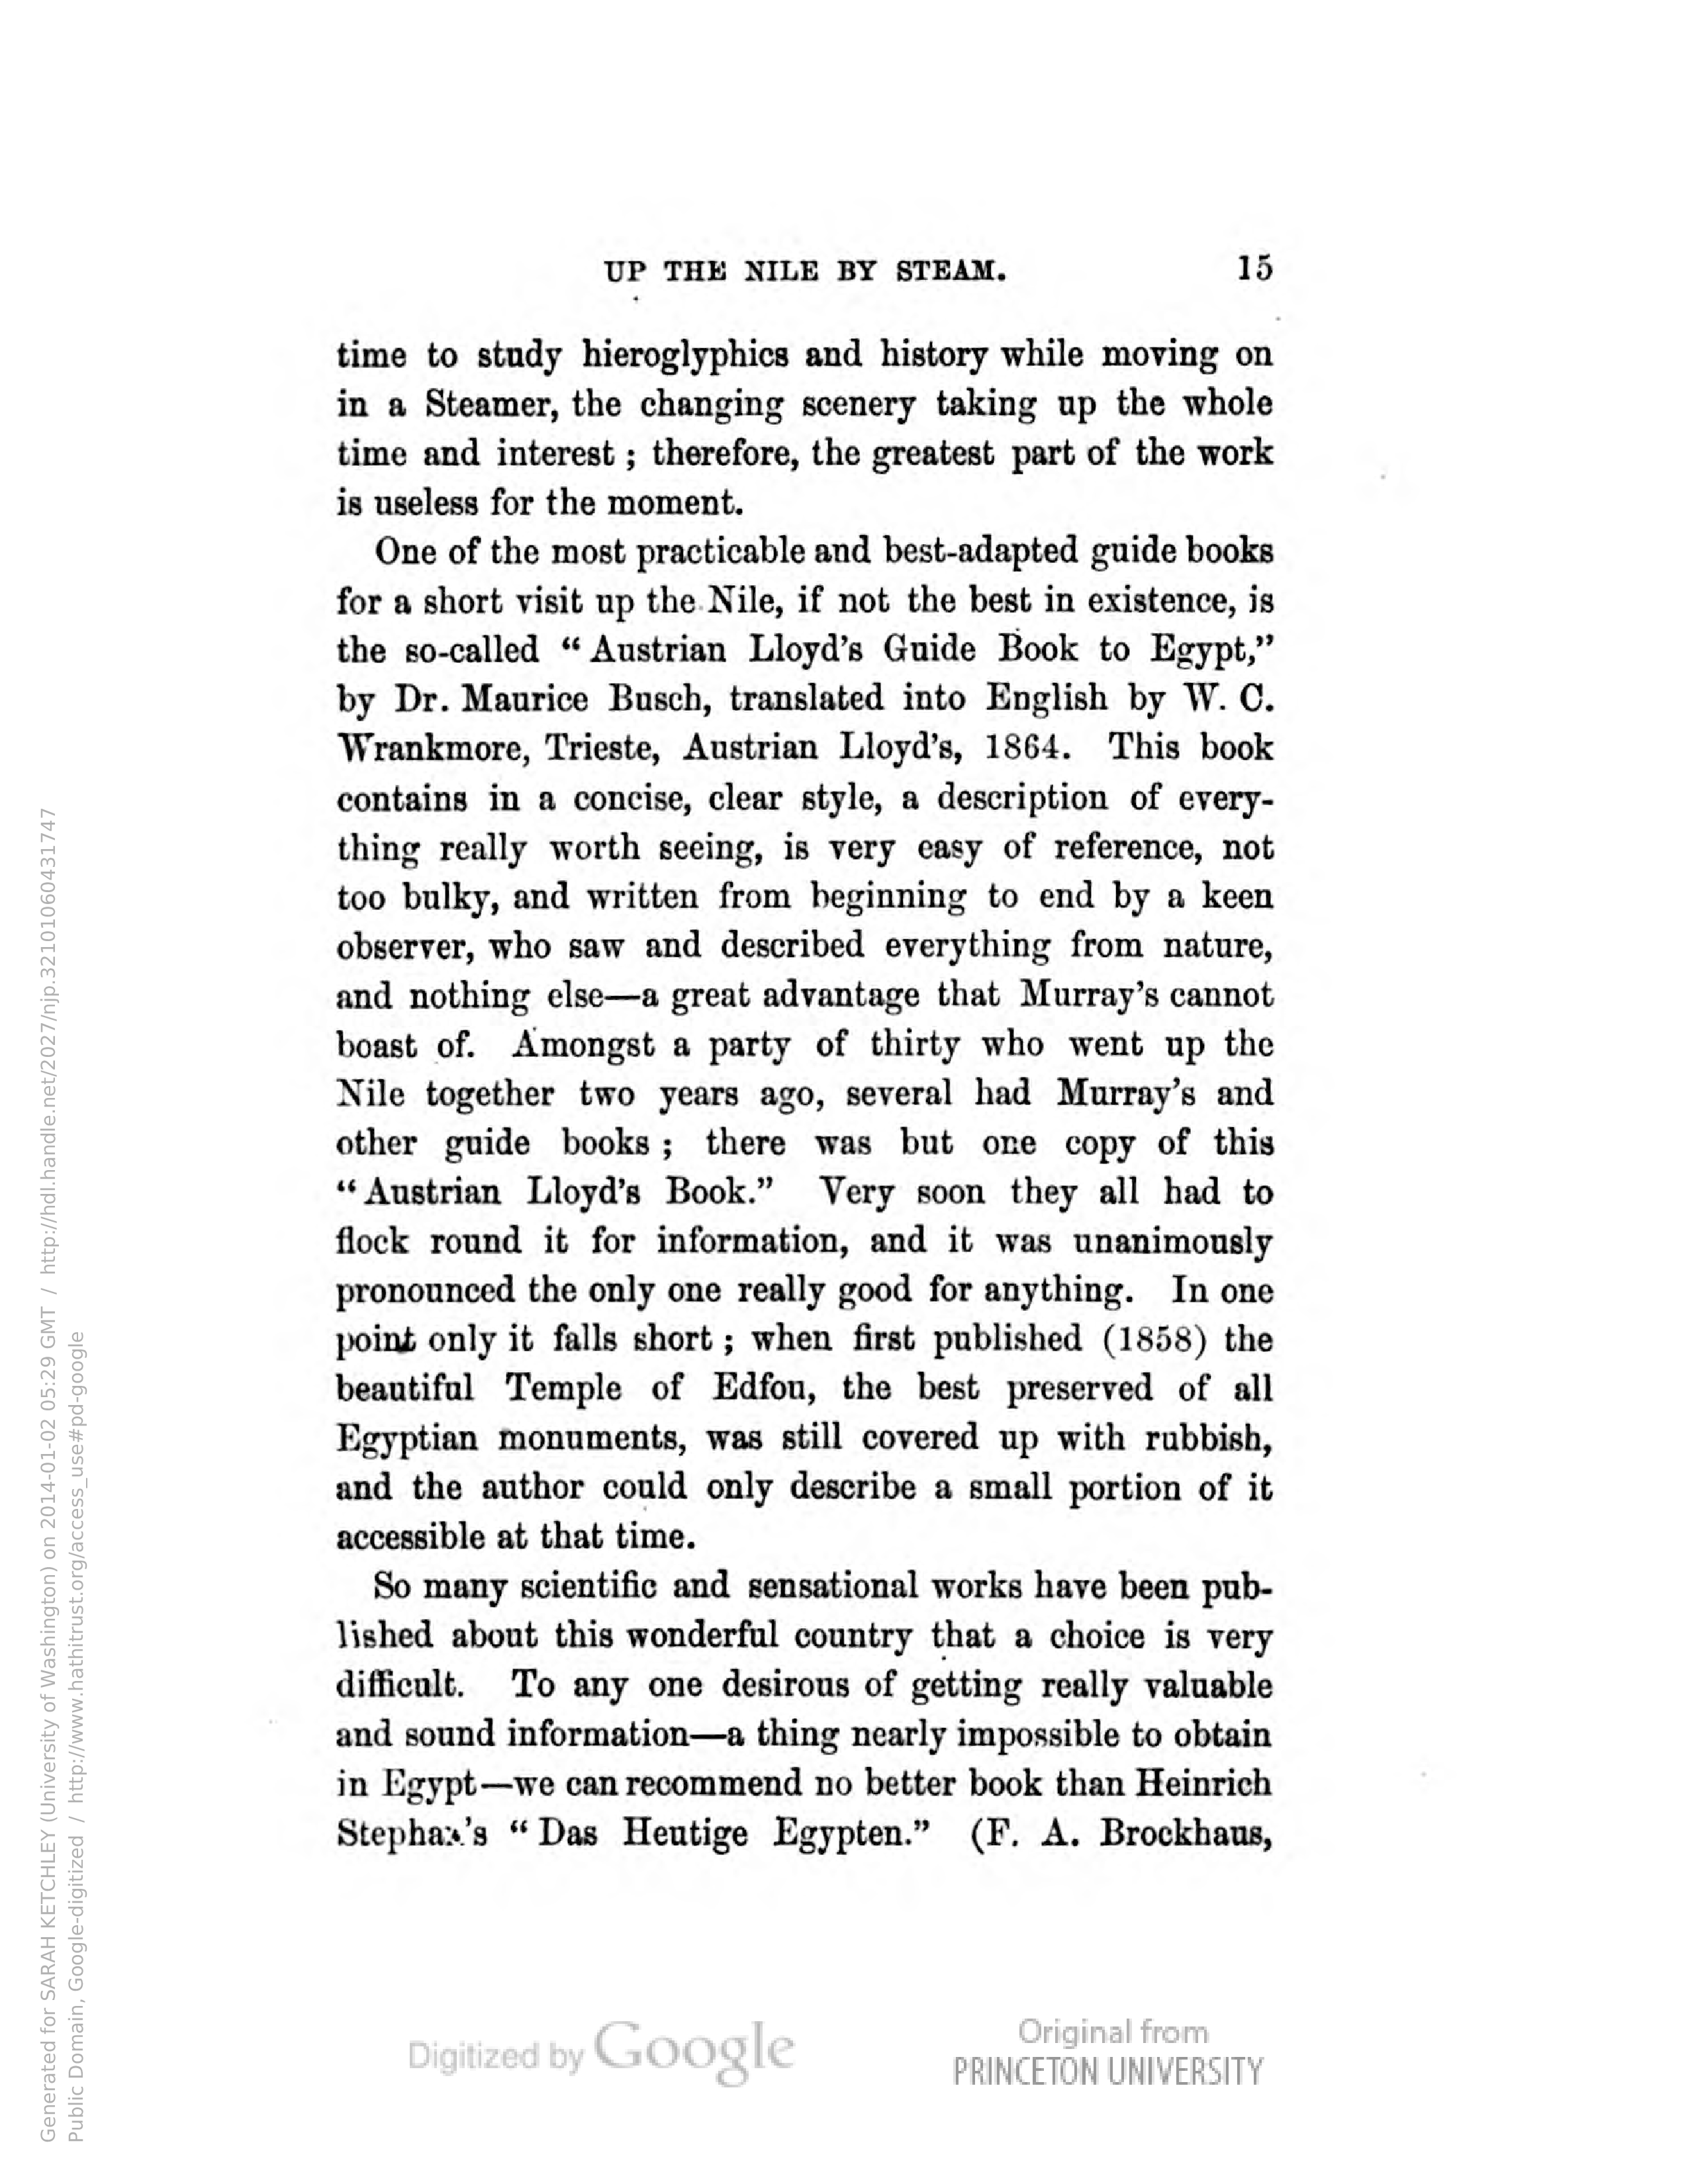 UP THE NILE BY STEAM. 15
time to study hieroglyphics and history while moving on
in a Steamer, the changing scenery taking up the whole
time and interest ; therefore, the greatest part of the work
is useless for the moment.
One of the most practicable and best-adapted guide books
for a short visit up the Nile, if not the best in existence, is
the so-called “ Austrian Lloyd’s Guide Book to Egypt,”
by Dr. Maurice Busch, translated into English by W. C.
Wrankmore, Trieste, Austrian Lloyd’s, 1864. This book
contains in a concise, clear style, a description of every-
thing really worth seeing, is very easy of reference, not
too bulky, and written from beginning to end by a keen
observer, who saw and described everything from nature,
and nothing else—a great advantage that Murray’s cannot
boast of. Amongst a party of thirty who went up the
Nile together two years ago, several had Murray’s and
other guide books ; there was but one copy of this
“ Austrian Lloyd’s Book.” Very soon they all had to
flock round it for information, and it was unanimously
pronounced the only one really good for anything. In one
point only it falls short ; when first published (1858) the
beautiful Temple of Edfou, the best preserved of all
Egyptian monuments, was still covered up with rubbish,
and the author could only describe a small portion of it
accessible at that time.
So many scientific and sensational works have been pub-
lished about this wonderful country that a choice is very
difficult. To any one desirous of getting really valuable
and sound information—a thing nearly impossible to obtain
in Egypt—we can recommend no better book than Heinrich
Stephan’s “ Das Heutige Egypten.” (F. A. Brockhaus,
Digitized by Google
Original from
PRINCETON UNIVERSITY
Generated for SARAH KETCHLEY (University of Washington) on 2014-01-02 05:29 GMT / http://hdl.handle.net/2027/njp.32101060431747
Public Domain, Google-digitized / http://www.hathitrust.org/access_use#pd-google